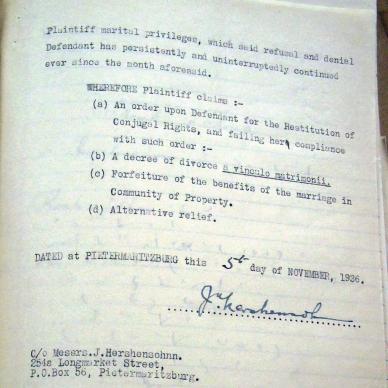 Plaintiff marital privileges, which said refusal and denial
Defendant has persistently and uninterruptedly continued
ever since the month aforesaid.
WHEREFORE Plaintiff claims :-
(a) An order upon Defendant for the Restitution of
Conjugal Rights, and failing her compliance
with such order :-
(b) A decree of divorce a vinculo matrimonii.
(c) Forfeiture of the benefits of the marriage in
Community of Property.
(d) Alternative relief.
DATED at PIETERMARITZBURG this 5th day of NOVEMBER, 1936.
C/o Messrs.J.Hershensohnn.
254s Longmarket Street,
P.O.Box 56, Pietermaritzburg.